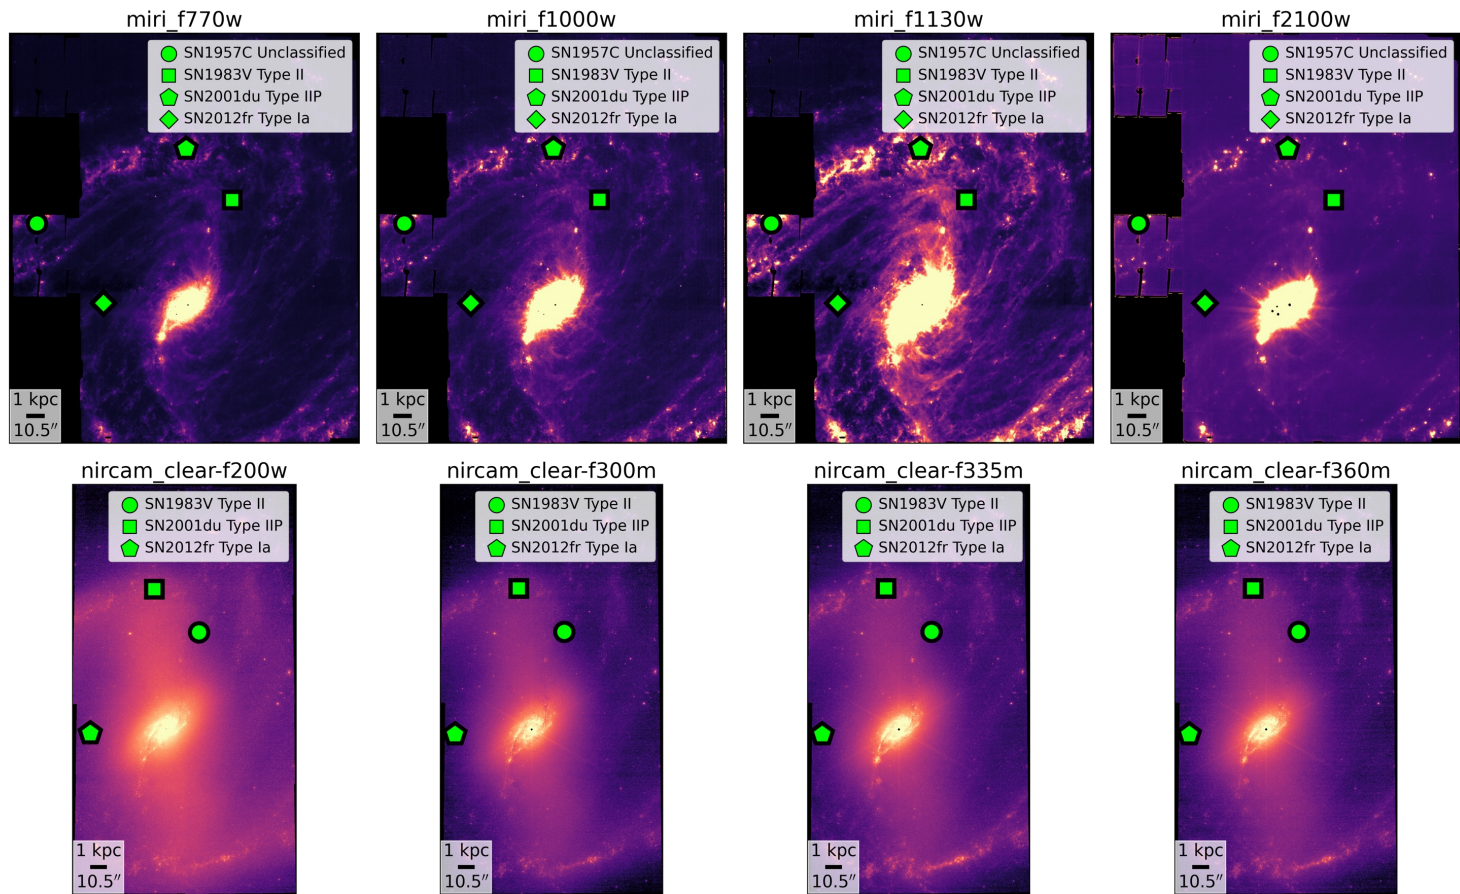 miri_f770w
SN1957C Unclassified
SN1983V Type II
SN2001du Type IIP
SN2012fr Type Ia
1 kpc
10.5″
miri_f1000w
SN1957C Unclassified
SN1983V Type II
SN2001du Type IIP
SN2012fr Type Ia
1 kpc
10.5″
miri_f1130w
SN1957C Unclassified
SN1983V Type II
SN2001du Type IIP
SN2012fr Type Ia
1 kpc
10.5″
miri_f2100w
SN1957C Unclassified
SN1983V Type II
SN2001du Type IIP
SN2012fr Type Ia
1 kpc
10.5″
nircam_clear-f200w
SN1983V Type II
SN2001du Type IIP
SN2012fr Type Ia
1 kpc
10.5″
nircam_clear-f300m
SN1983V Type II
SN2001du Type IIP
SN2012fr Type Ia
1 kpc
10.5″
nircam_clear-f335m
SN1983V Type II
SN2001du Type IIP
SN2012fr Type Ia
1 kpc
10.5″
nircam_clear-f360m
SN1983V Type II
SN2001du Type IIP
SN2012fr Type Ia
1 kpc
10.5″